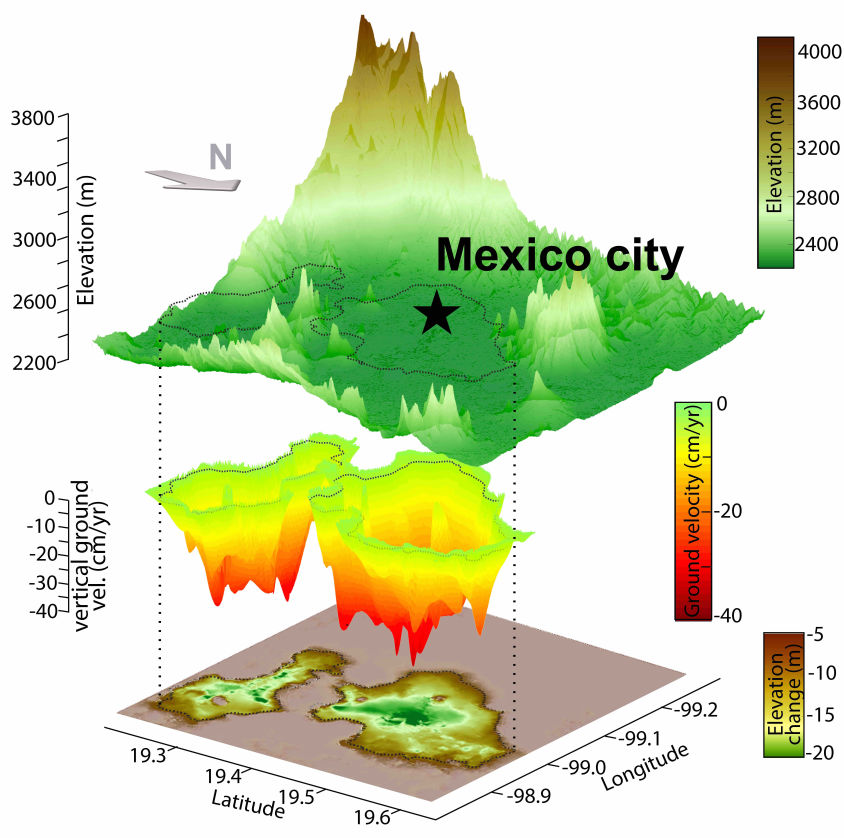 3800
3400
3000
2600
2200
Elevation (m)
N
Mexico city
4000
3600
3200
2800
2400
Elevation (m)
0
-10
-20
-30
-40
vertical ground
vel. (cm/yr)
0
-20
-40
Ground velocity (cm/yr)
-5
-10
-15
-20
Elevation
change (m)
19.3
19.4
19.5
19.6
Latitude
-98.9
-99.0
-99.1
-99.2
Longitude